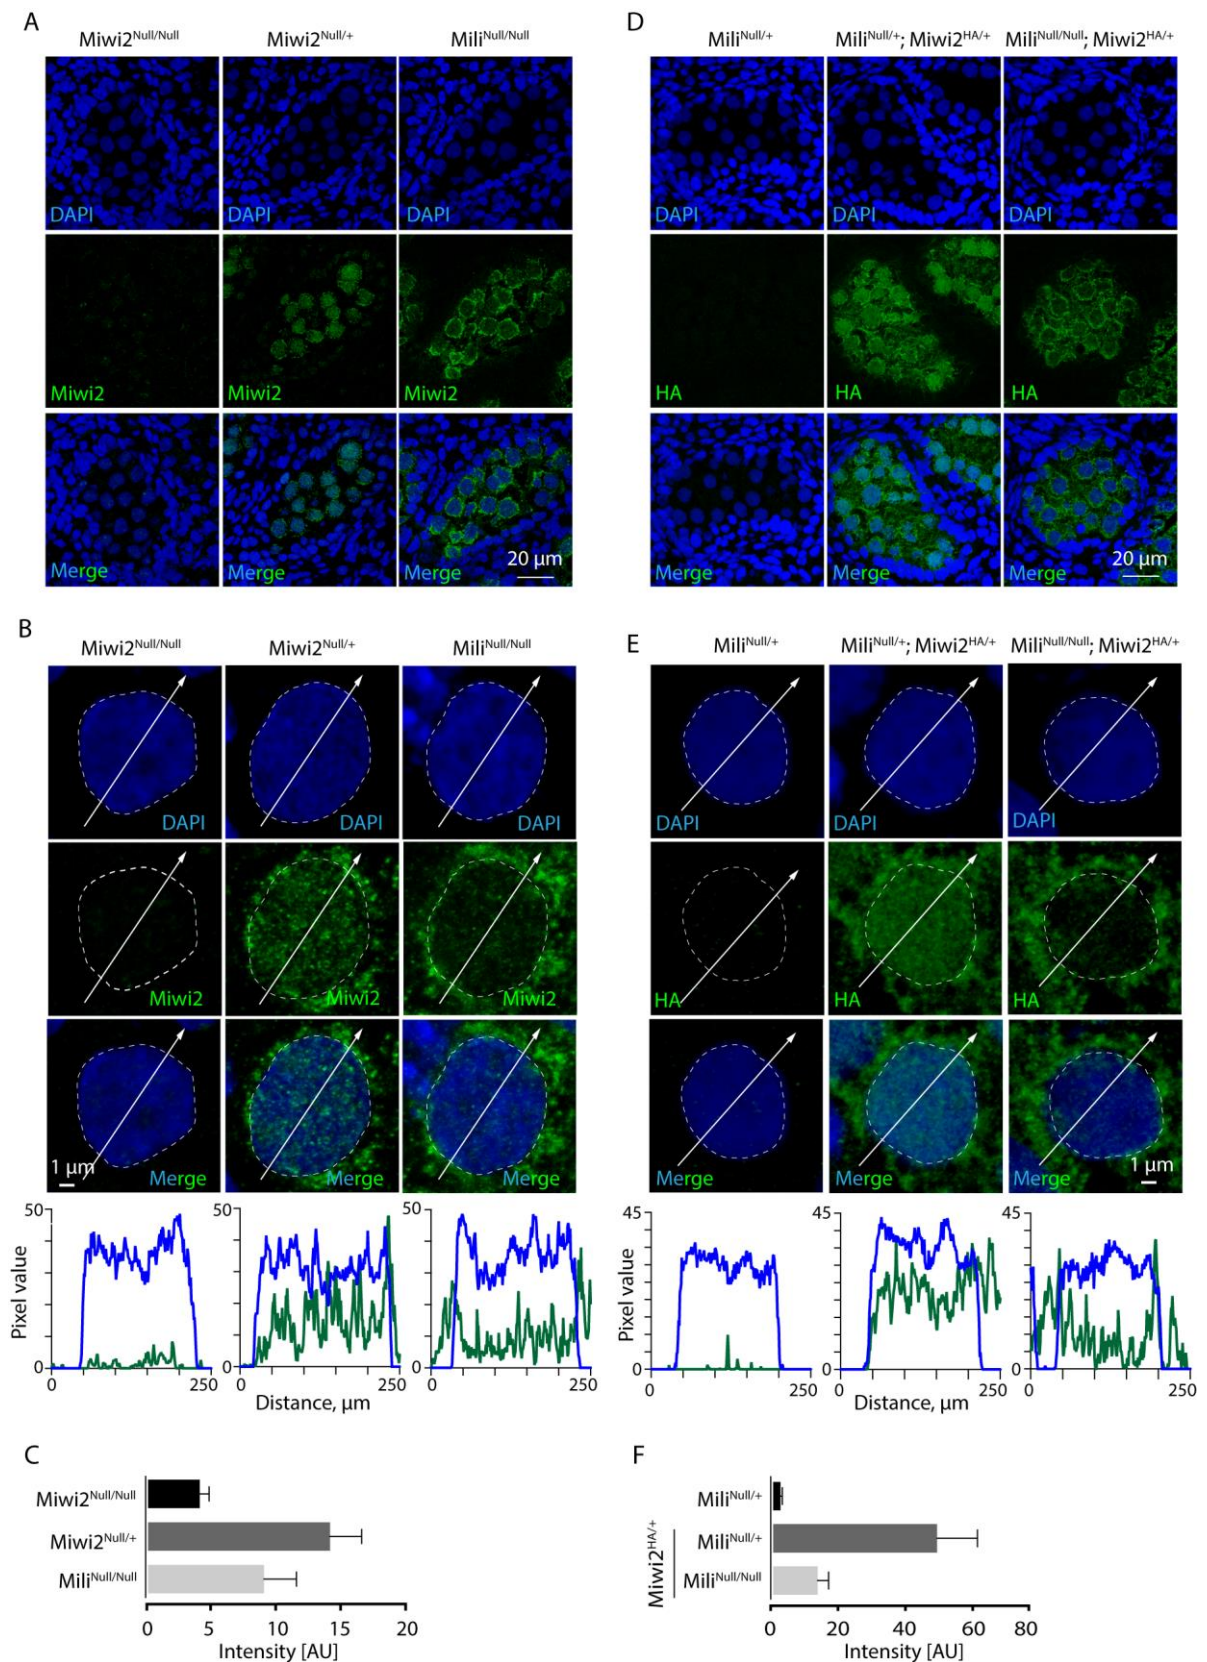 A
Miwi2Null/Null Miwi2Null/+ MiliNull/Null
DAPI DAPI DAPI
Miwi2 Miwi2 Miwi2
Merge Merge Merge
20 µm
B
Miwi2Null/Null Miwi2Null/+ MiliNull/Null
DAPI DAPI DAPI
Miwi2 Miwi2 Miwi2
1 µm
Merge Merge Merge
50 50 50
Pixel value
0 0 0
0 250 0 250 0 250
Distance, µm
C
Miwi2Null/Null
Miwi2Null/+
MiliNull/Null
0 5 10 15 20
Intensity [AU]
D
MiliNull/+ MiliNull/+; Miwi2HA/+ MiliNull/Null; Miwi2HA/+
DAPI DAPI DAPI
HA HA HA
Merge Merge Merge
20 µm
E
MiliNull/+ MiliNull/+; Miwi2HA/+ MiliNull/Null; Miwi2HA/+
DAPI DAPI DAPI
HA HA HA
1 µm
Merge Merge Merge
45 45 45
Pixel value
0 0 0
0 250 0 250 0 250
Distance, µm
F
MiliNull/+
Miwi2HA/+
MiliNull/+
MiliNull/Null
0 20 40 60 80
Intensity [AU]